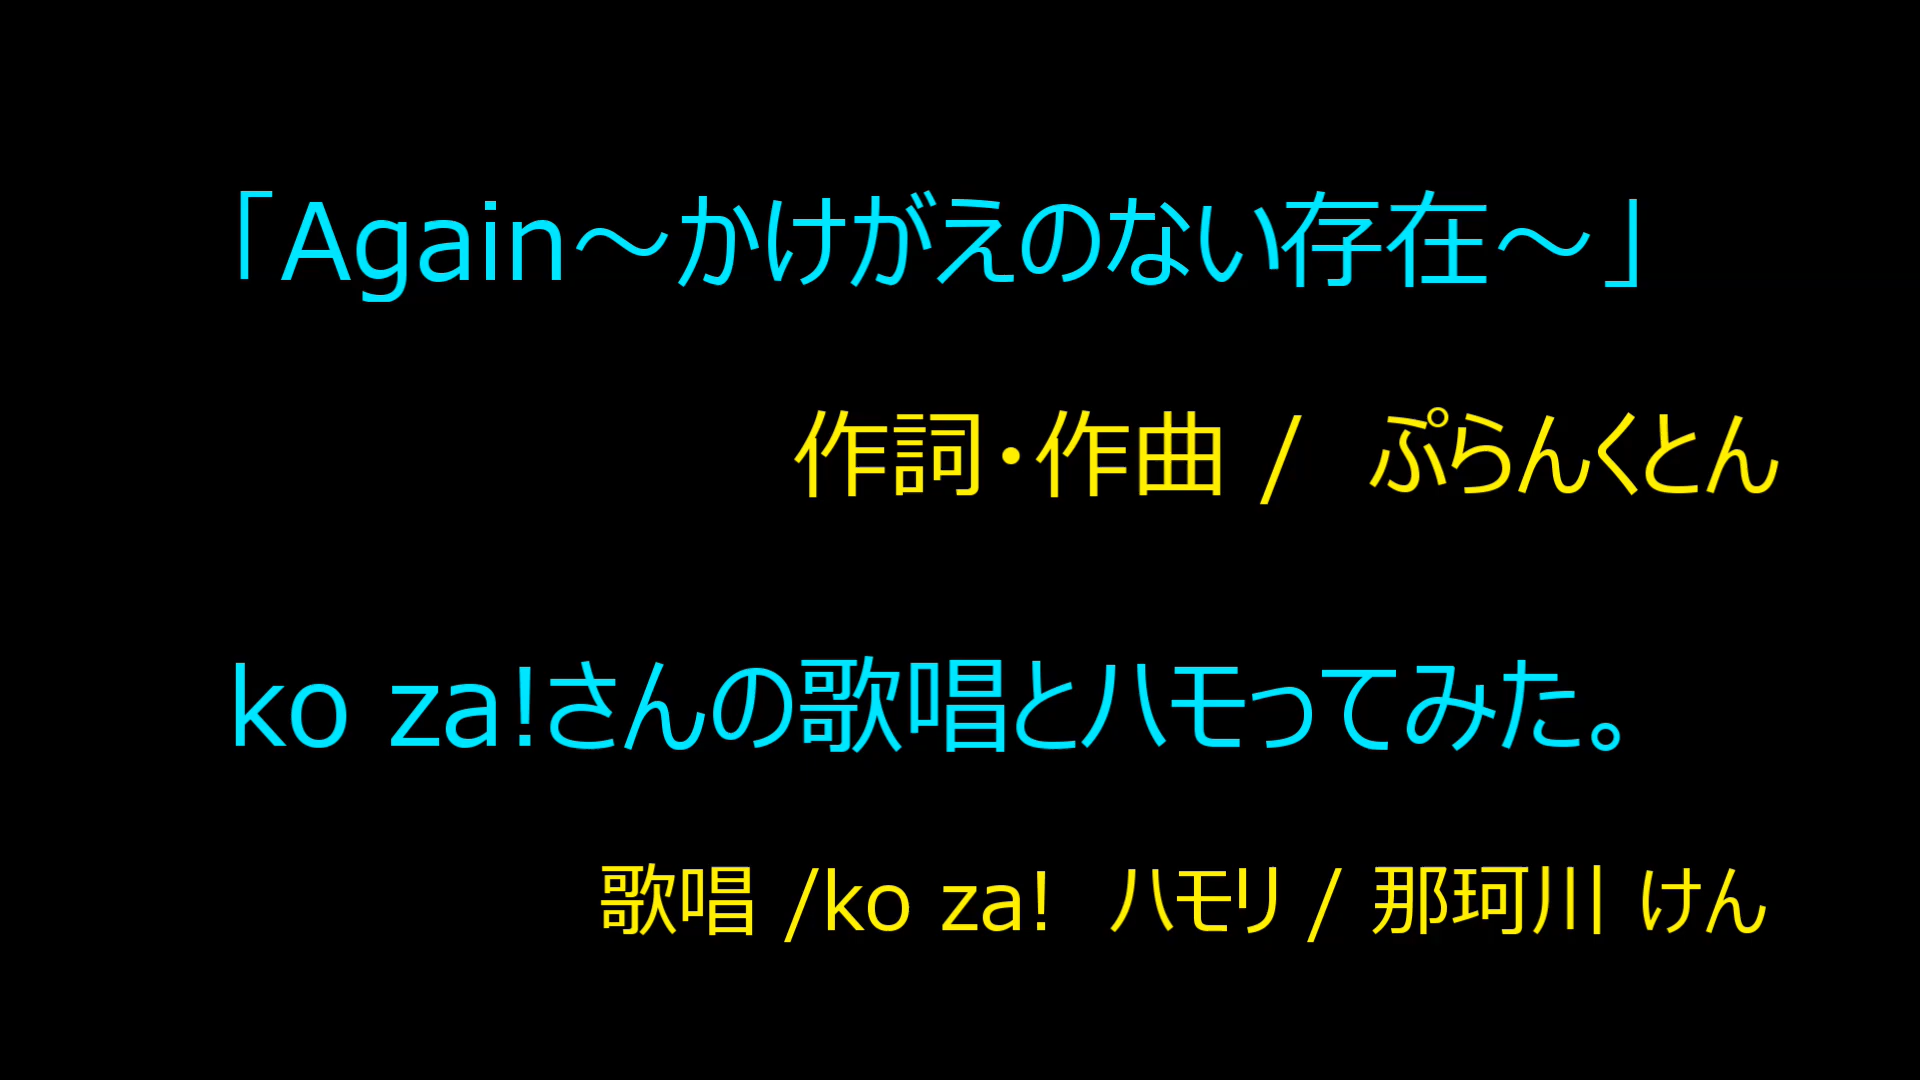 「Again～かけがえのない存在～」
作詞・作曲 /　ぷらんくとん
ko za!さんの歌唱とハモってみた。
歌唱 /ko za!　ハモリ / 那珂川 けん